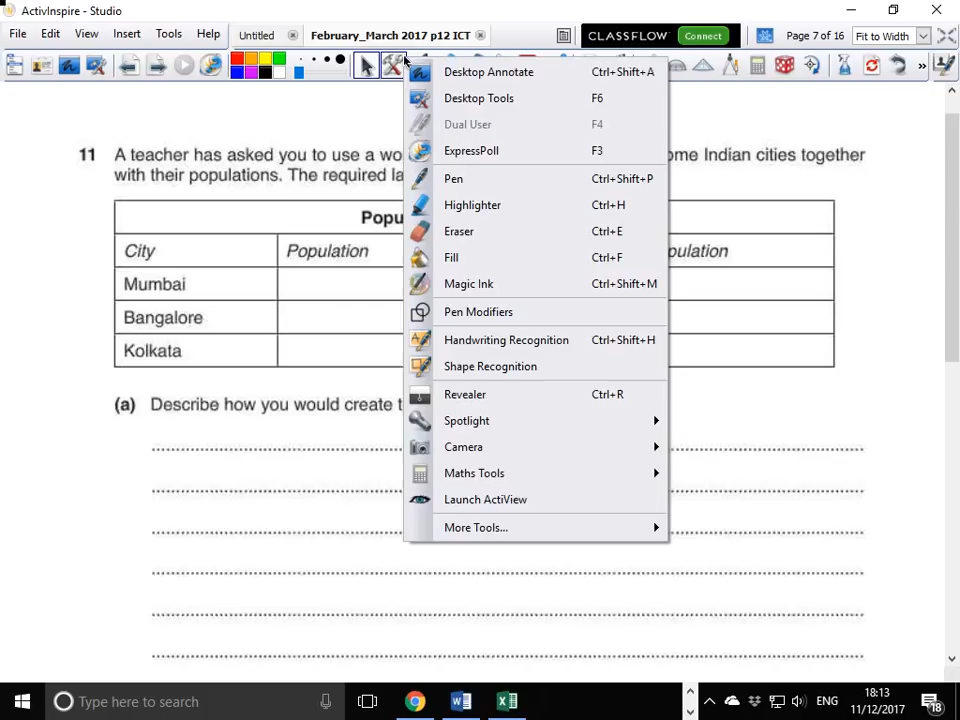 ActivInspire - Studio
File Edit View Insert Tools Help Untitled February_March 2017 p12 ICT CLASSFLOW Connect Page 7 of 16 Fit to Width
»
Desktop Annotate Ctrl+Shift+A
Desktop Tools F6
Dual User F4
ExpressPoll F3
Pen Ctrl+Shift+P
Highlighter Ctrl+H
Eraser Ctrl+E
Fill Ctrl+F
Magic Ink Ctrl+Shift+M
Pen Modifiers
Handwriting Recognition Ctrl+Shift+H
Shape Recognition
Revealer Ctrl+R
Spotlight
Camera
Maths Tools
Launch ActiView
More Tools...
11 A teacher has asked you to use a wo ome Indian cities together
with their populations. The required la
Popu
City Population pulation
Mumbai
Bangalore
Kolkata
(a) Describe how you would create t
Type here to search ENG 18:13
11/12/2017 18